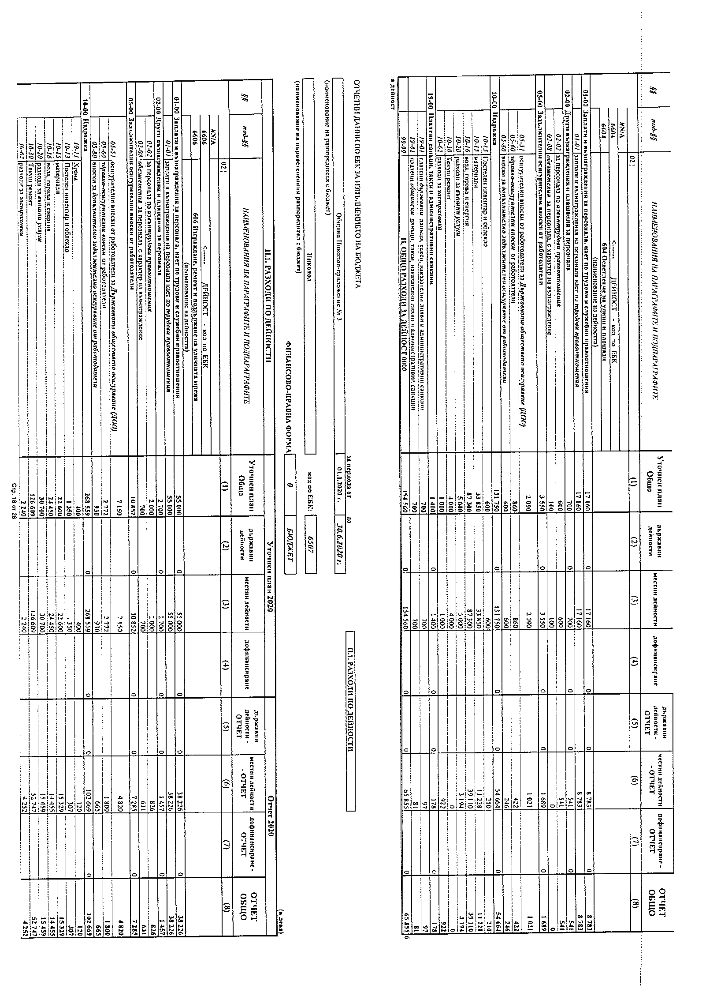 §§ под-§§ НАИМЕНОВАНИЯ НА ПАРАГРАФИТЕ И ПОДПАРАГРАФИТЕ Уточнен план Общо държавни дейности местни дейности дофинансиране държавни дейности - ОТЧЕТ местни дейности - ОТЧЕТ дофинансиране - ОТЧЕТ ОТЧЕТ ОБЩО
02 (1) (2) (3) (4) (5) (6) (7) (8)
#N/A
6604 <------ ДЕЙНОСТ - код по ЕБК
6604 604 Осветление на улици и площади
(наименование на дейността)
01-00 Заплати и възнаграждения за персонала, нает по трудови и служебни правоотношения 17 160 0 17 160 0 0 8 783 0 8 783
01-01 заплати и възнаграждения на персонала нает по трудови правоотношения 17 160 17 160 8 783 8 783
02-00 Други възнаграждения и плащания за персонала 700 0 700 0 0 541 0 541
02-02 за персонала по извънтрудови правоотношения 600 600 541 541
02-08 обезщетения за персонала, с характер на възнаграждение 100 100 0 0
05-00 Задължителни осигурителни вноски от работодатели 3 550 0 3 550 0 0 1 689 0 1 689
05-51 осигурителни вноски от работодатели за Държавното обществено осигуряване (ДОО) 2 090 2 090 1 021 1 021
05-60 здравно-осигурителни вноски от работодатели 860 860 422 422
05-80 вноски за допълнително задължително осигуряване от работодатели 600 600 246 246
10-00 Издръжка 131 750 0 131 750 0 0 54 664 0 54 664
10-13 Постелен инвентар и облекло 600 600 210 210
10-15 материали 33 850 33 850 11 228 11 228
10-16 вода, горива и енергия 87 300 87 300 39 110 39 110
10-20 разходи за външни услуги 5 000 5 000 3 194 3 194
10-30 Текущ ремонт 4 000 4 000 0 0
10-62 разходи за застраховки 1 000 1 000 922 922
19-00 Платени данъци, такси и административни санкции 1 400 0 1 400 0 0 178 0 178
19-01 платени държавни данъци, такси, наказателни лихви и административни санкции 700 700 97 97
19-81 платени общински данъци, такси, наказателни лихви и административни санкции 700 700 81 81
99-99 II. ОБЩО РАЗХОДИ ЗА ДЕЙНОСТ 0000 154 560 0 154 560 0 0 65 855 0 65 855 6
за дейност
ОТЧЕТНИ ДАННИ ПО ЕБК ЗА ИЗПЪЛНЕНИЕТО НА БЮДЖЕТА II.1. РАЗХОДИ ПО ДЕЙНОСТИ
за периода от до
Община Никопол-приложение № 3 01.1.2020 г. 30.6.2020 г.
(наименование на разпоредителя с бюджет)
Никопол код по ЕБК: 6507
(наименование на първостепенния разпоредител с бюджет)
ФИНАНСОВО-ПРАВНА ФОРМА 0 БЮДЖЕТ
(в лева)
II.1. РАЗХОДИ ПО ДЕЙНОСТИ Уточнен план 2020 Отчет 2020
§§ под-§§ НАИМЕНОВАНИЯ НА ПАРАГРАФИТЕ И ПОДПАРАГРАФИТЕ Уточнен план Общо държавни дейности местни дейности дофинансиране държавни дейности - ОТЧЕТ местни дейности - ОТЧЕТ дофинансиране - ОТЧЕТ ОТЧЕТ ОБЩО
02 (1) (2) (3) (4) (5) (6) (7) (8)
#N/A
6606 <------ ДЕЙНОСТ - код по ЕБК
6606 606 Изграждане, ремонт и поддържане на уличната мрежа
(наименование на дейността)
01-00 Заплати и възнаграждения за персонала, нает по трудови и служебни правоотношения 55 000 0 55 000 0 0 38 226 0 38 226
01-01 заплати и възнаграждения на персонала нает по трудови правоотношения 55 000 55 000 38 226 38 226
02-00 Други възнаграждения и плащания за персонала 2 700 0 2 700 0 0 1 457 0 1 457
02-02 за персонала по извънтрудови правоотношения 2 000 2 000 826 826
02-08 обезщетения за персонала, с характер на възнаграждение 700 700 631 631
05-00 Задължителни осигурителни вноски от работодатели 10 852 0 10 852 0 0 7 285 0 7 285
05-51 осигурителни вноски от работодатели за Държавното обществено осигуряване (ДОО) 7 150 7 150 4 820 4 820
05-60 здравно-осигурителни вноски от работодатели 2 772 2 772 1 800 1 800
05-80 вноски за допълнително задължително осигуряване от работодатели 930 930 665 665
10-00 Издръжка 268 559 0 268 559 0 0 102 669 0 102 669
10-11 Храна 400 400 120 120
10-13 Постелен инвентар и облекло 1 350 1 350 307 307
10-15 материали 22 600 22 600 15 329 15 329
10-16 вода, горива и енергия 24 450 24 450 14 455 14 455
10-20 разходи за външни услуги 30 700 30 700 15 459 15 459
10-30 Текущ ремонт 126 609 126 609 52 747 52 747
10-62 разходи за застраховки 2 240 2 240 4 252 4 252
Стр. 18 от 26